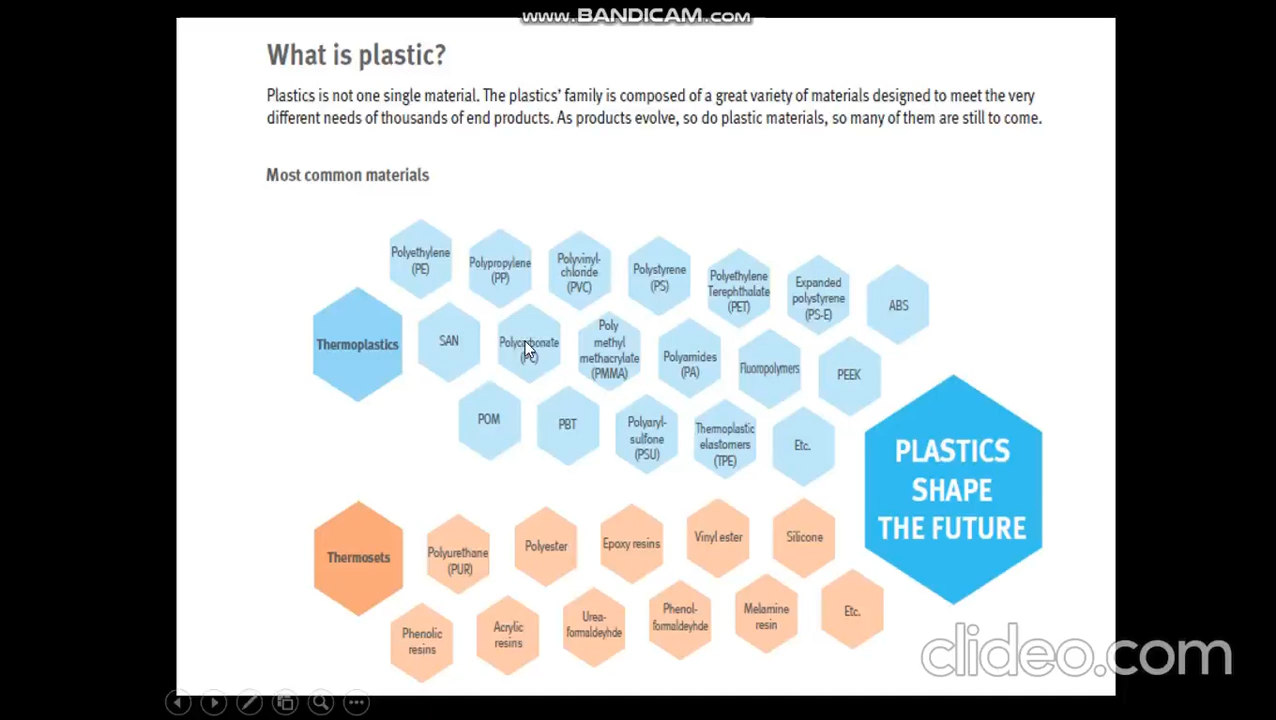 WWW.BANDICAM.COM
What is plastic?
Plastics is not one single material. The plastics' family is composed of a great variety of materials designed to meet the very
different needs of thousands of end products. As products evolve, so do plastic materials, so many of them are still to come.
Most common materials
Thermoplastics
Polyethylene
(PE)
Polypropylene
(PP)
Polyvinyl-
chloride
(PVC)
Polystyrene
(PS)
Polyethylene
Terephthalate
(PET)
Expanded
polystyrene
(PS-E)
ABS
SAN
Polycarbonate
(PC)
Poly
methyl
methacrylate
(PMMA)
Polyamides
(PA)
Fluoropolymers
PEEK
POM
PBT
Polyaryl-
sulfone
(PSU)
Thermoplastic
elastomers
(TPE)
Etc.
PLASTICS
SHAPE
THE FUTURE
Thermosets
Polyurethane
(PUR)
Polyester
Epoxy resins
Vinyl ester
Silicone
Phenolic
resins
Acrylic
resins
Urea-
formaldeyhde
Phenol-
formaldeyhde
Melamine
resin
Etc.
clideo.com